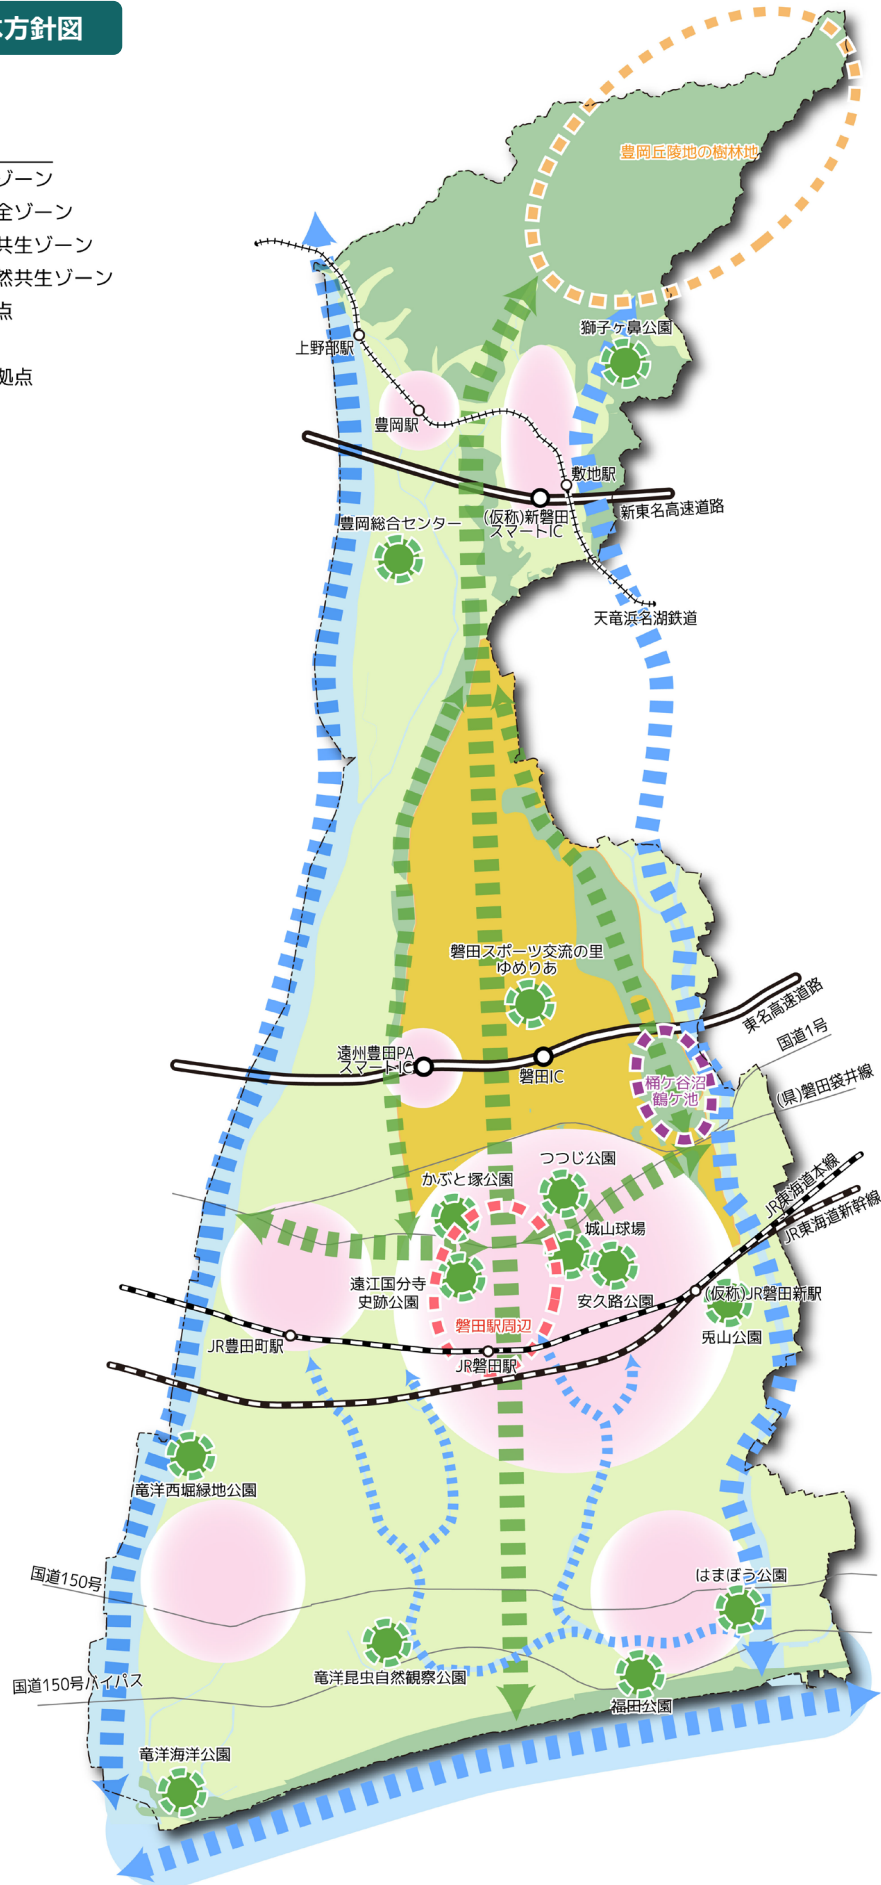 方針図
ゾーン
全ゾーン
共生ゾーン
然共生ゾーン
点
拠点
豊岡丘陵地の樹林地
獅子ヶ鼻公園
上野部駅
豊岡駅
敷地駅
(仮称)新磐田
スマートIC
新東名高速道路
豊岡総合センター
天竜浜名湖鉄道
磐田スポーツ交流の里
ゆめりあ
東名高速道路
国道1号
遠州豊田PA
スマートIC
磐田IC
桶ケ谷沼
鶴ケ池
(県)磐田袋井線
つつじ公園
かぶと塚公園
JR東海道本線
JR東海道新幹線
城山球場
遠江国分寺
史跡公園
安久路公園
(仮称)JR磐田新駅
磐田駅周辺
兎山公園
JR豊田町駅
JR磐田駅
竜洋西堀緑地公園
国道150号
はまぼう公園
竜洋昆虫自然観察公園
国道150号バイパス
福田公園
竜洋海洋公園